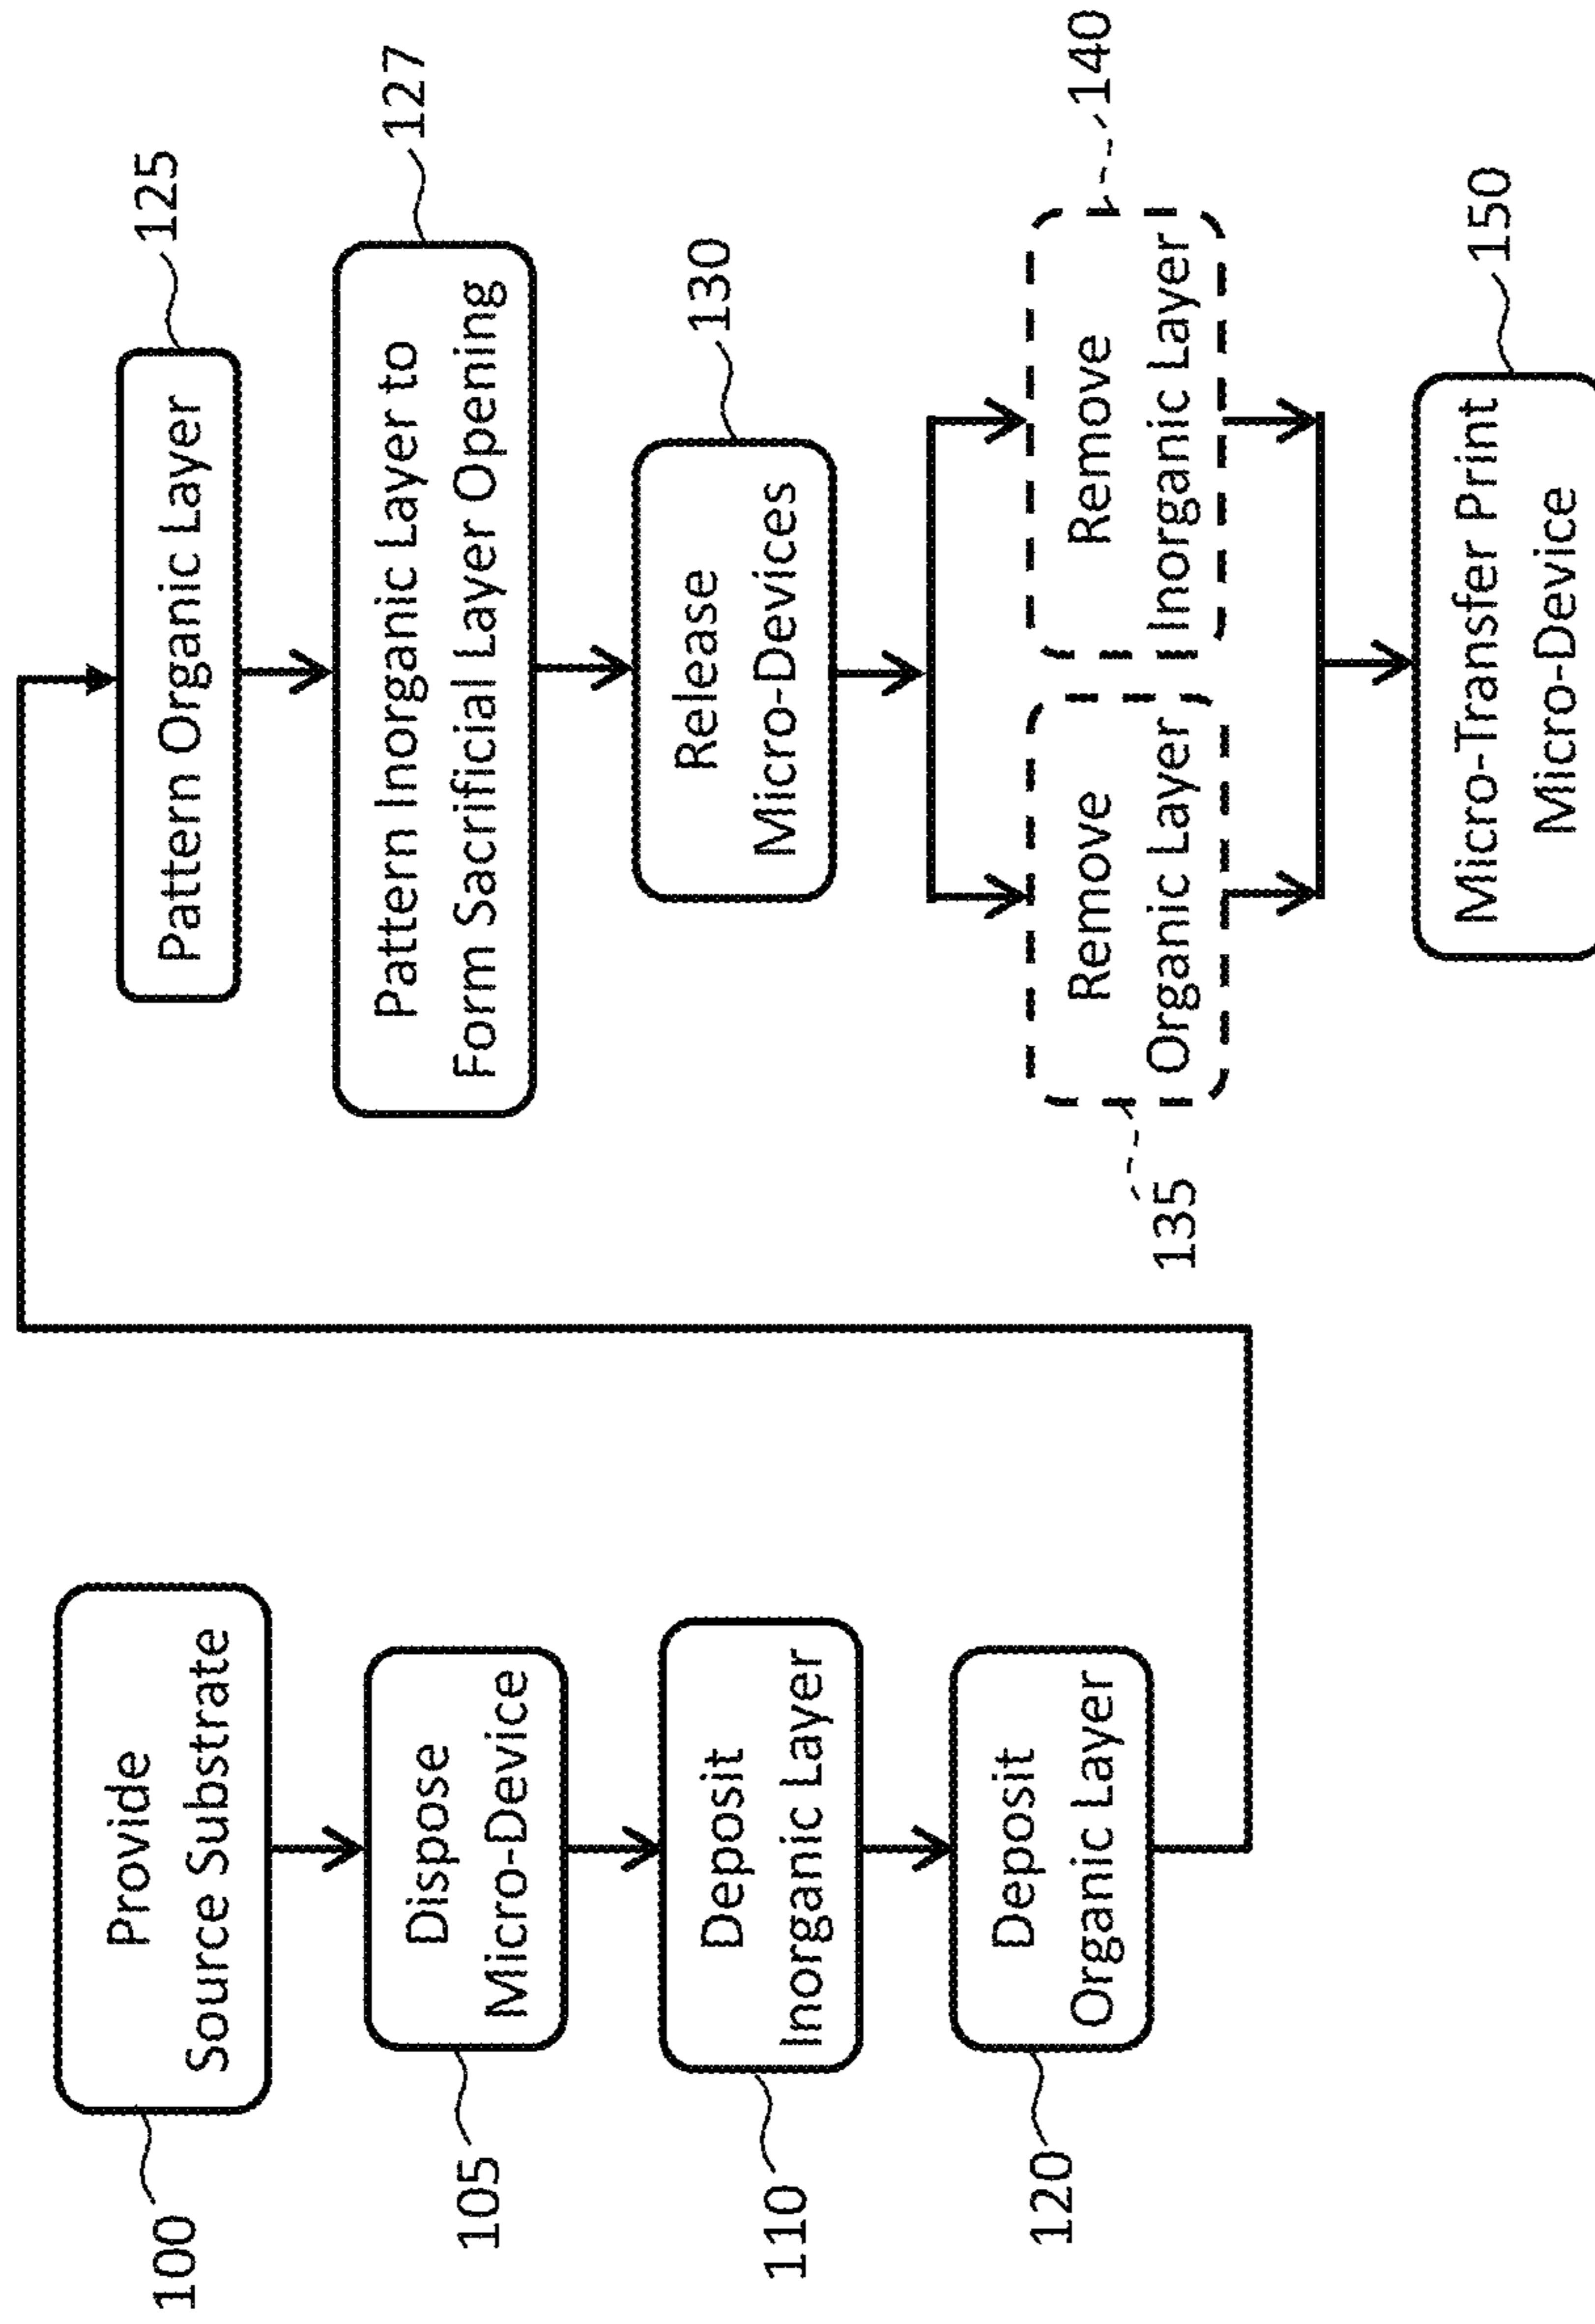 100
Provide
Source Substrate
105
Dispose
Micro-Device
110
Deposit
Inorganic Layer
120
Deposit
Organic Layer
Pattern Organic Layer
125
Pattern Inorganic Layer to
Form Sacrificial Layer Opening
127
Release
Micro-Devices
130
135
Remove
Organic Layer
Remove
Inorganic Layer
140
Micro-Transfer Print
Micro-Device
150